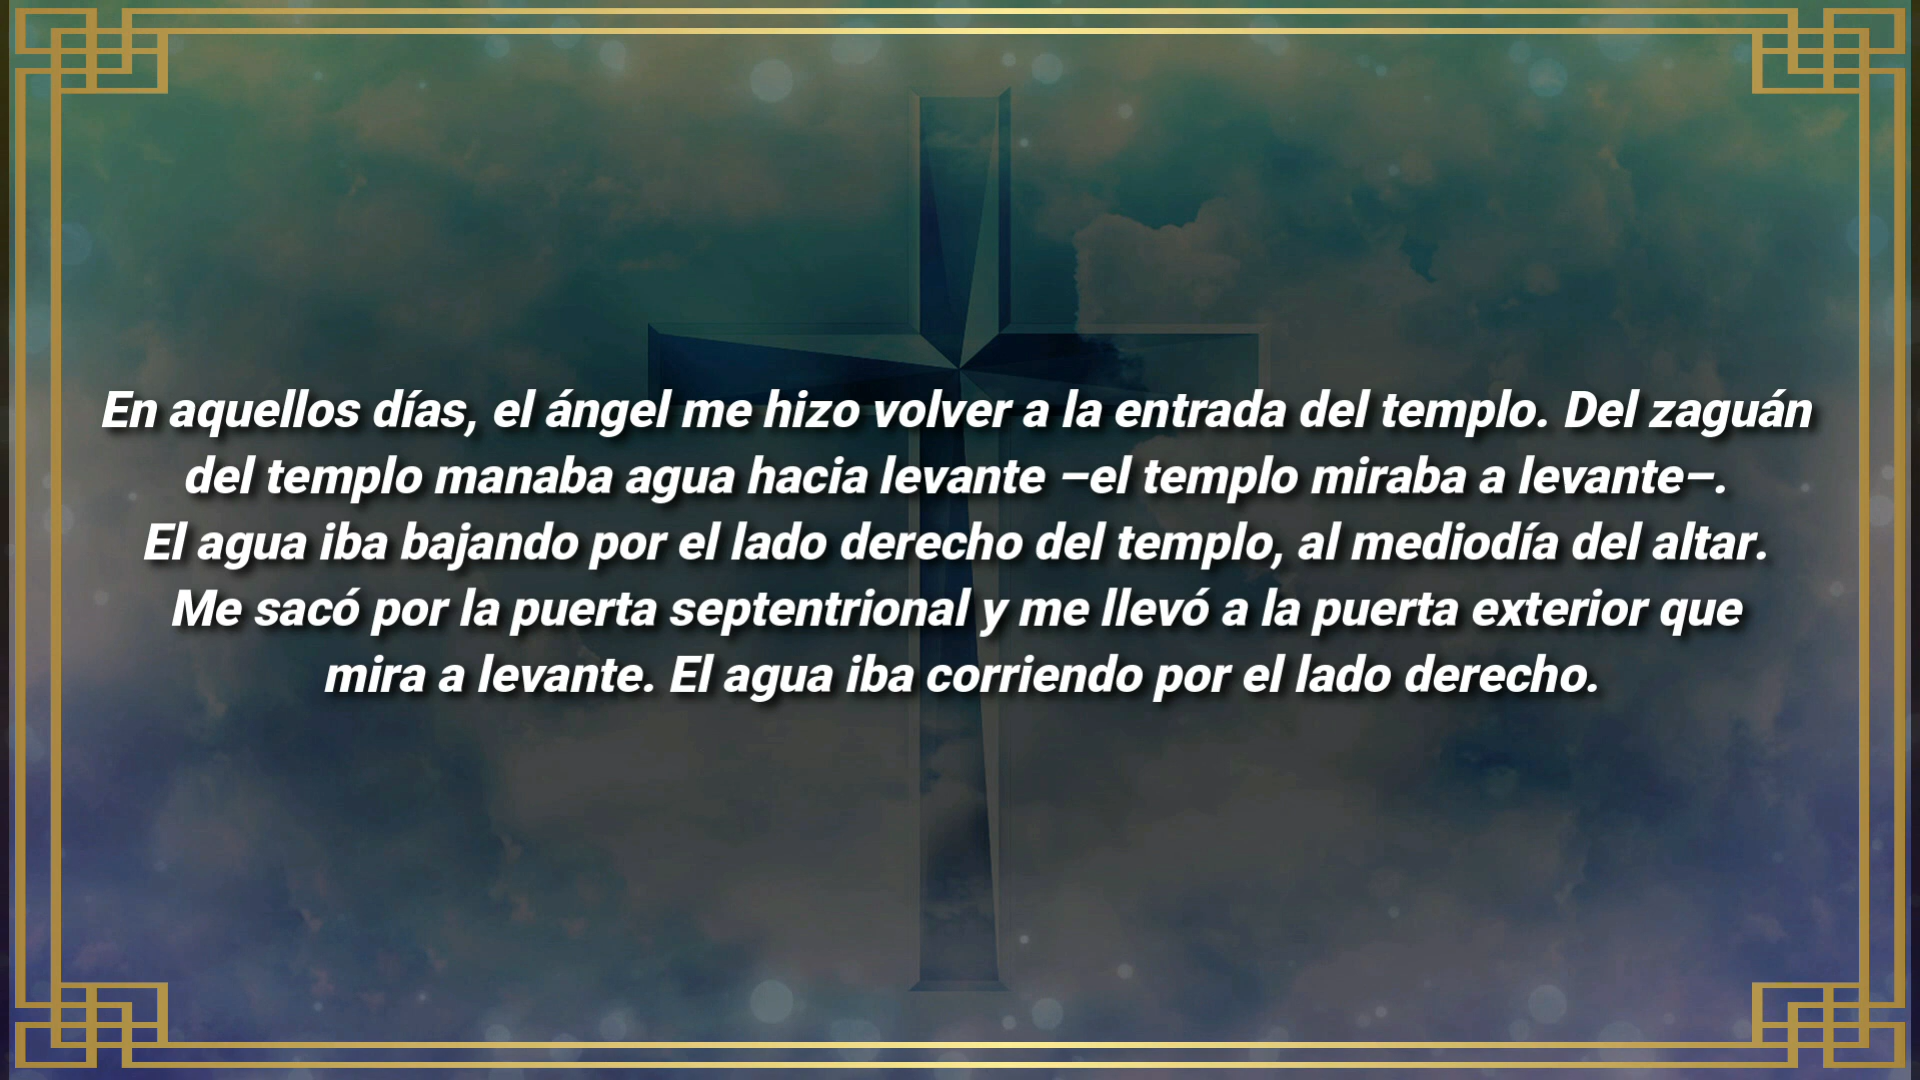 En aquellos días, el ángel me hizo volver a la entrada del templo. Del zaguán
del templo manaba agua hacia levante –el templo miraba a levante–.
El agua iba bajando por el lado derecho del templo, al mediodía del altar.
Me sacó por la puerta septentrional y me llevó a la puerta exterior que
mira a levante. El agua iba corriendo por el lado derecho.